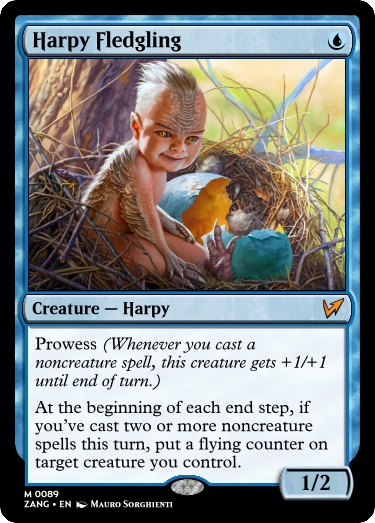 Harpy Fledgling
Creature — Harpy
Prowess (Whenever you cast a
noncreature spell, this creature gets +1/+1
until end of turn.)
At the beginning of each end step, if
you've cast two or more noncreature
spells this turn, put a flying counter on
target creature you control.
1/2
M 0089
ZANG • EN Mauro Sorghienti